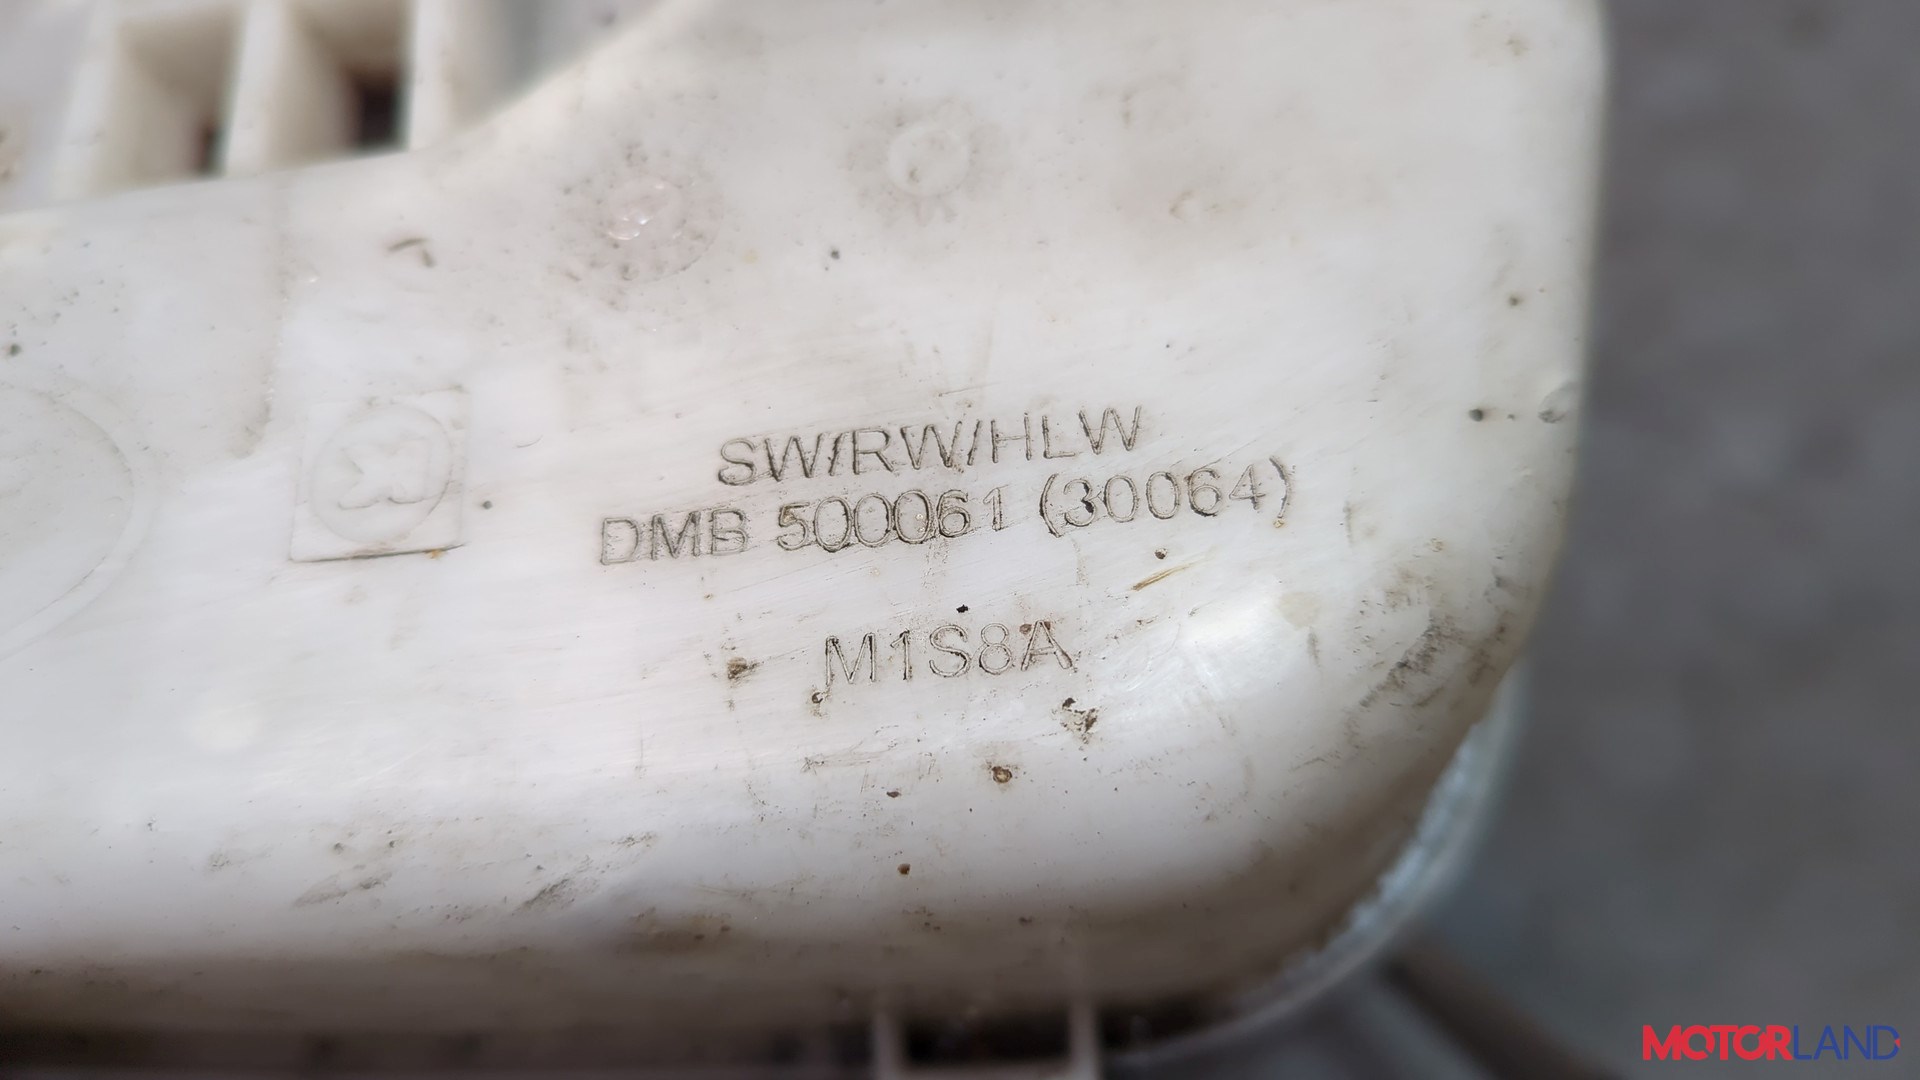 SW/RW/HLW
DMB 500061 (30064)
M1S8A
MOTORLAND